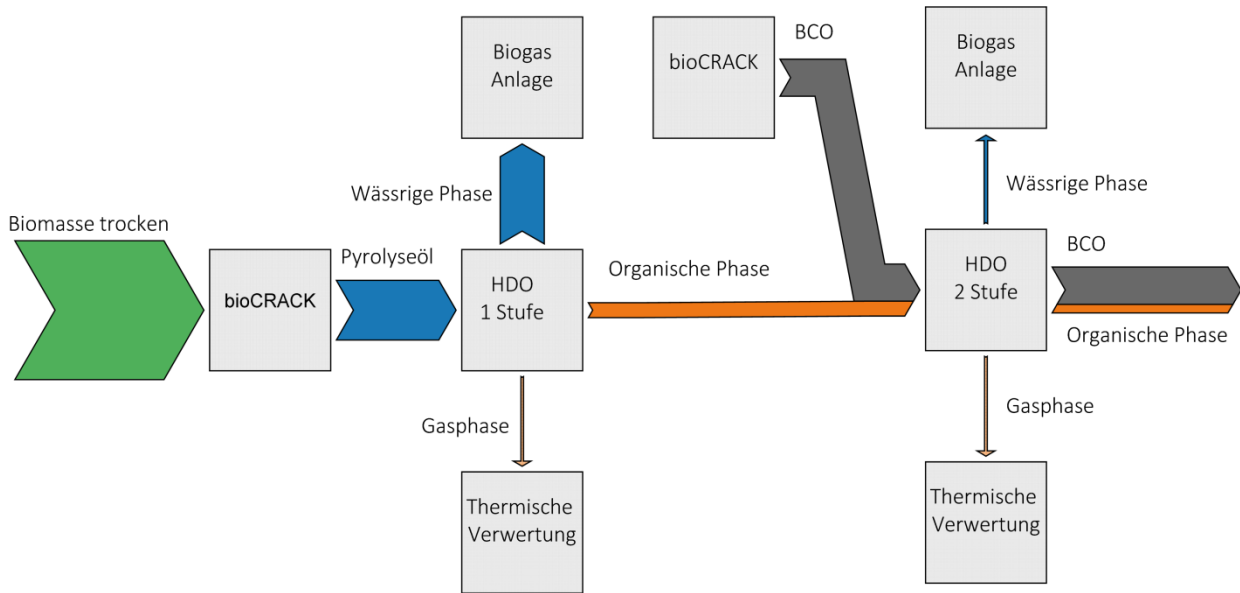 Biomasse trocken
bioCRACK
Pyrolyseöl
Biogas
Anlage
Wässrige Phase
HDO
1 Stufe
Gasphase
Thermische
Verwertung
Organische Phase
bioCRACK
BCO
Biogas
Anlage
Wässrige Phase
HDO
2 Stufe
BCO
Organische Phase
Gasphase
Thermische
Verwertung